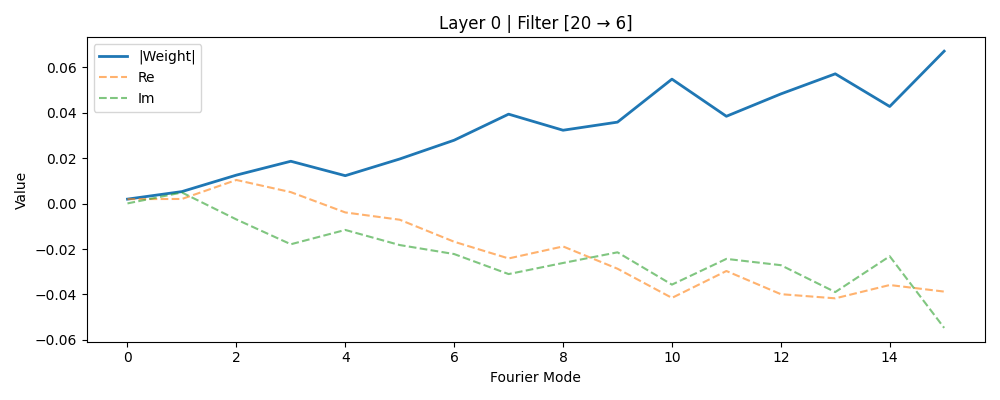 Layer 0 | Filter [20 → 6]
|Weight|
Re
Im
0.06
0.04
0.02
0.00
−0.02
−0.04
−0.06
Value
0 2 4 6 8 10 12 14
Fourier Mode